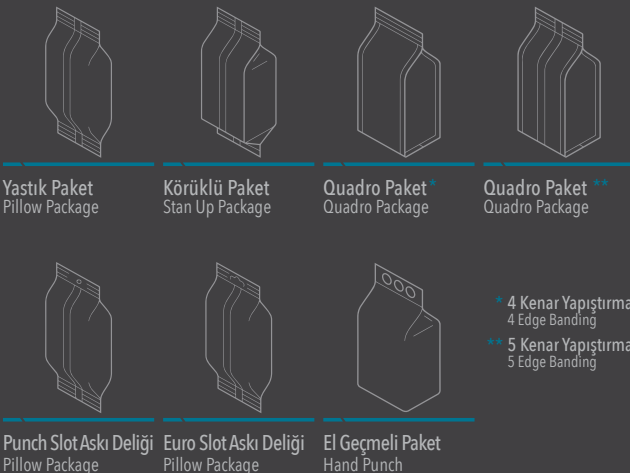 Yastık Paket
Pillow Package
Körüklü Paket
Stan Up Package
Quadro Paket *
Quadro Package
Quadro Paket **
Quadro Package
* 4 Kenar Yapıştırma
4 Edge Banding
** 5 Kenar Yapıştırma
5 Edge Banding
Punch Slot Askı Deliği
Pillow Package
Euro Slot Askı Deliği
Pillow Package
El Geçmeli Paket
Hand Punch